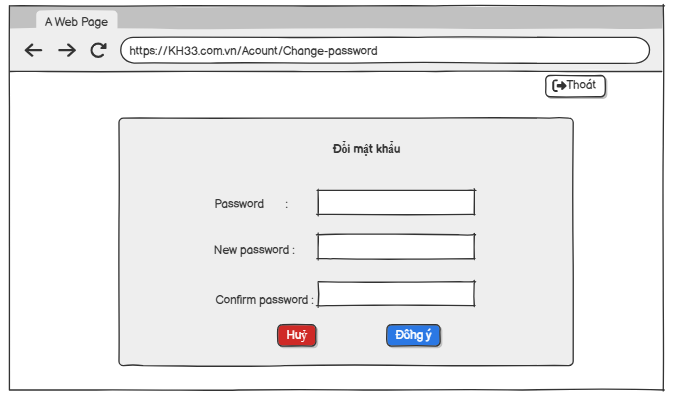 A Web Page
https://KH33.com.vn/Acount/Change-password
Thoát
Đổi mật khẩu
Password :
New password :
Confirm password :
Huỷ
Đồng ý